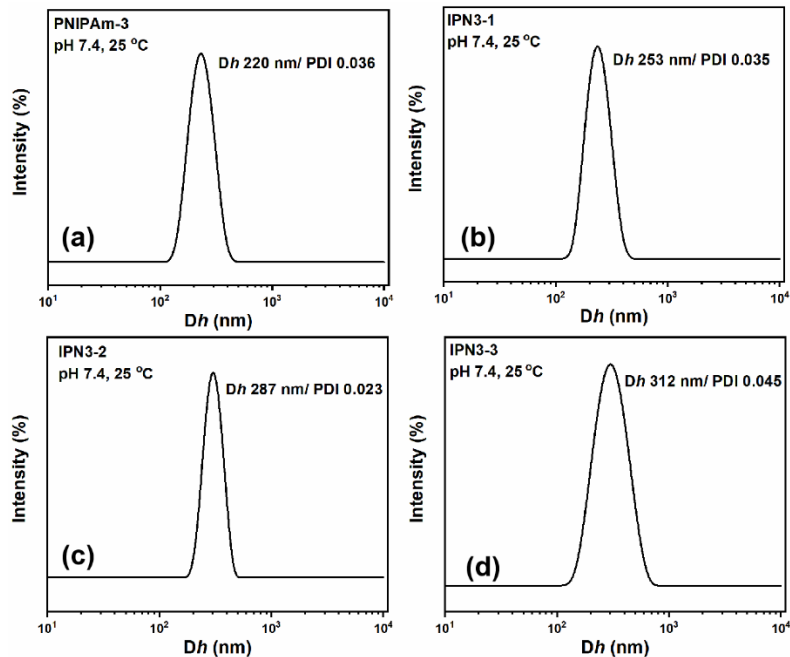 PNIPAm-3
pH 7.4, 25 °C
Dh 220 nm/ PDI 0.036
Intensity (%)
(a)
10¹ 10² 10³ 10⁴
Dh (nm)
IPN3-1
pH 7.4, 25 °C
Dh 253 nm/ PDI 0.035
Intensity (%)
(b)
10¹ 10² 10³ 10⁴
Dh (nm)
IPN3-2
pH 7.4, 25 °C
Dh 287 nm/ PDI 0.023
Intensity (%)
(c)
10¹ 10² 10³ 10⁴
Dh (nm)
IPN3-3
pH 7.4, 25 °C
Dh 312 nm/ PDI 0.045
Intensity (%)
(d)
10¹ 10² 10³ 10⁴
Dh (nm)